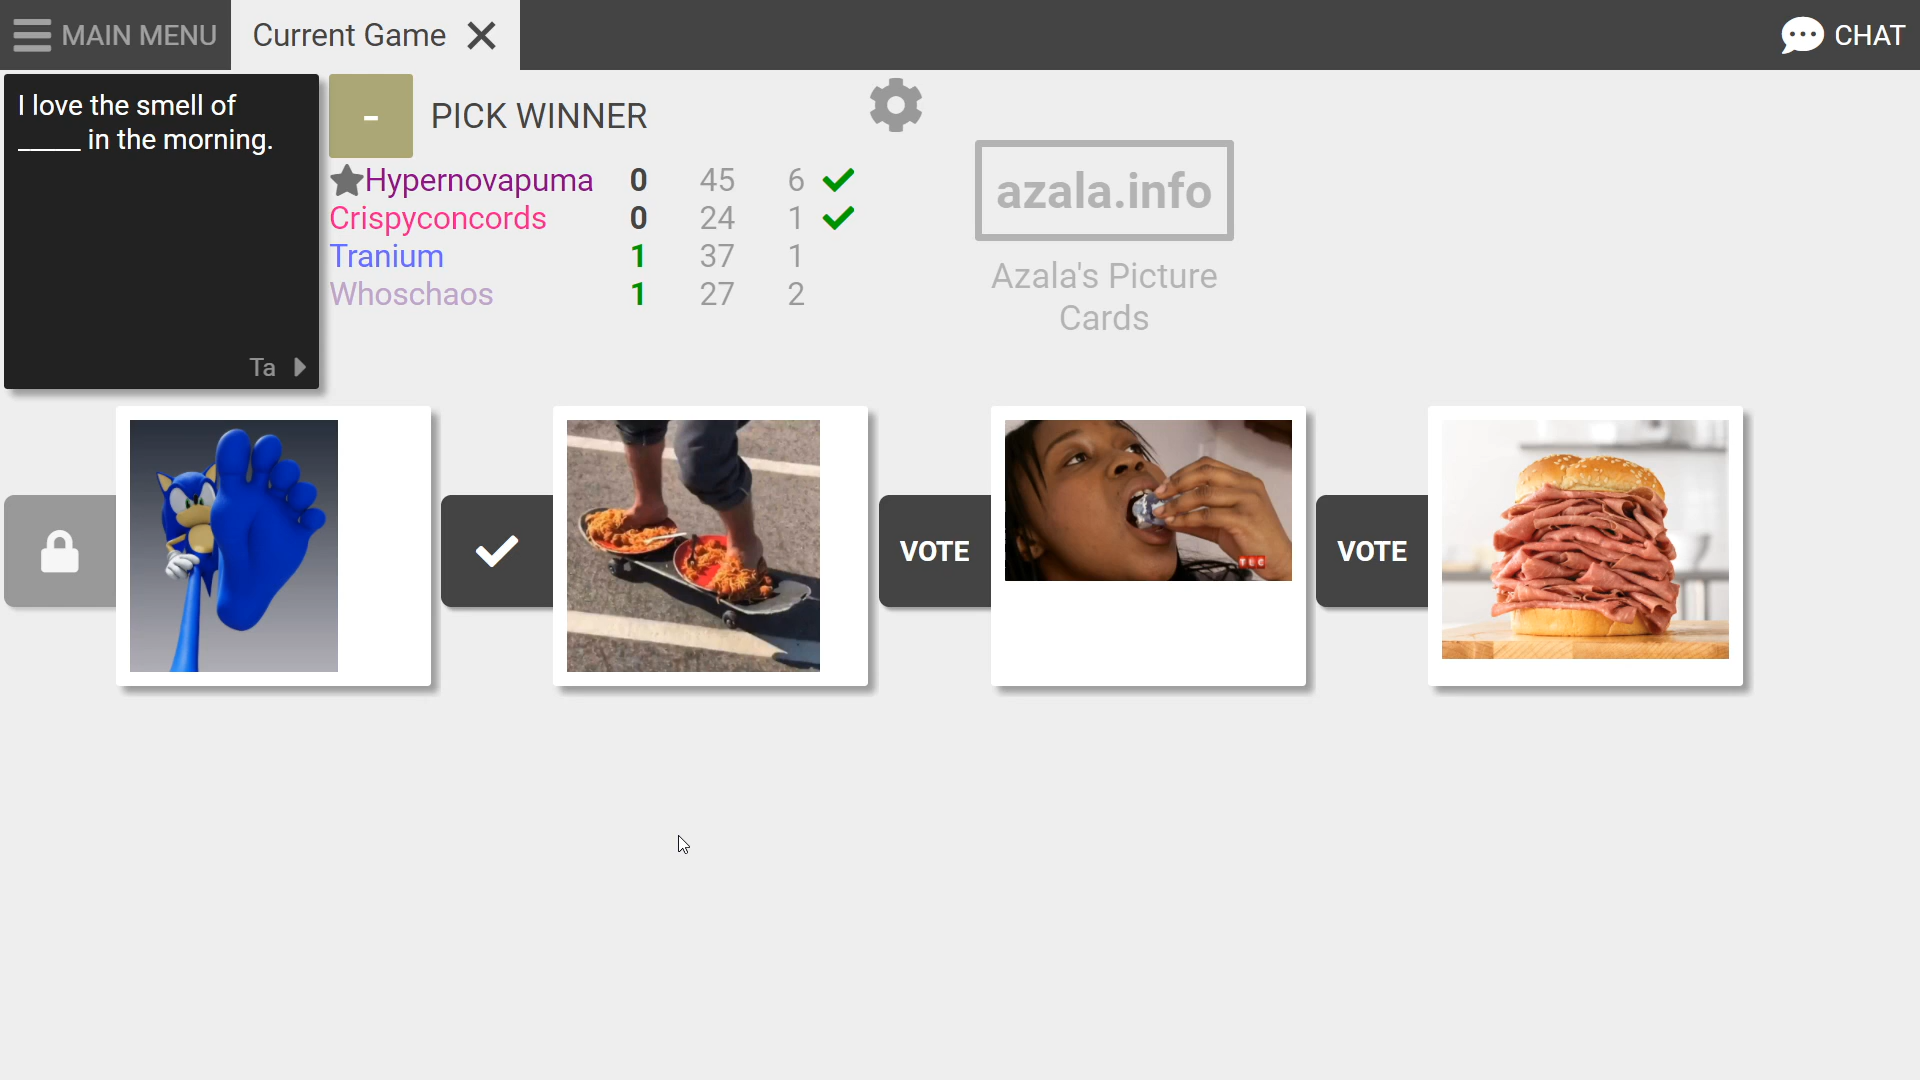 MAIN MENU
Current Game
CHAT
I love the smell of
_____ in the morning.
Ta
-
PICK WINNER
Hypernovapuma 0 45 6
Crispyconcords 0 24 1
Tranium 1 37 1
Whoschaos 1 27 2
azala.info
Azala's Picture
Cards
VOTE
TLC
VOTE